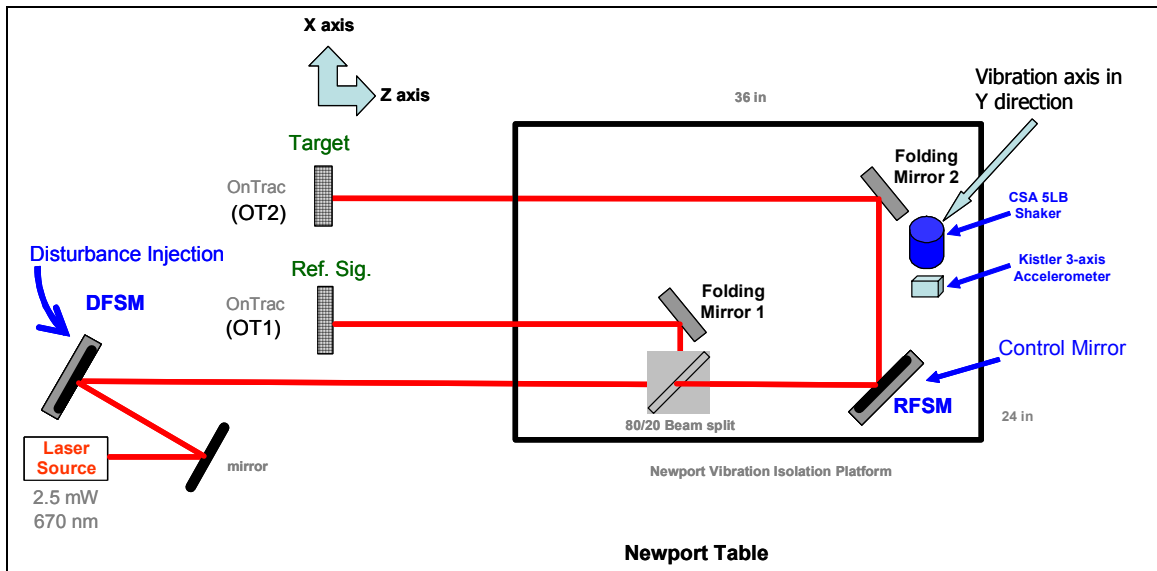 X axis
Z axis
36 in
Vibration axis in
Y direction
Target
OnTrac
(OT2)
Folding
Mirror 2
CSA 5LB
Shaker
Disturbance Injection
DFSM
Ref. Sig.
OnTrac
(OT1)
Folding
Mirror 1
Kistler 3-axis
Accelerometer
Control Mirror
RFSM
24 in
80/20 Beam split
Laser
Source
mirror
2.5 mW
670 nm
Newport Vibration Isolation Platform
Newport Table